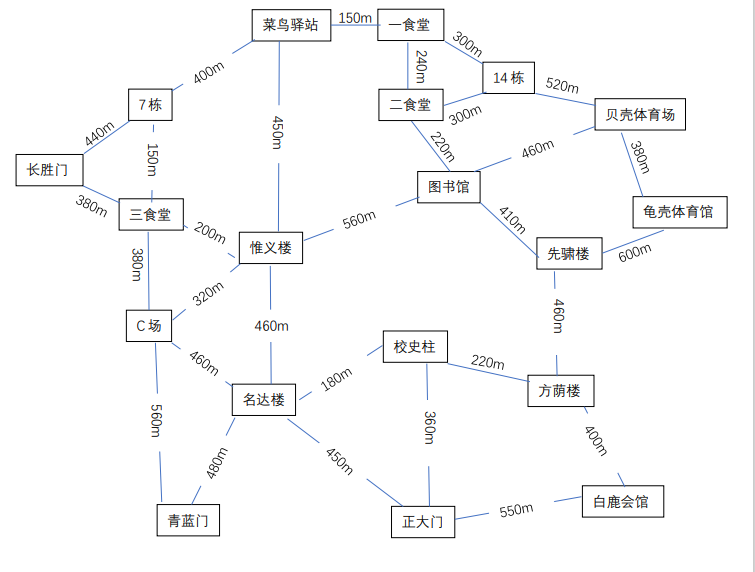 菜鸟驿站
150m
一食堂
300m
240m
14栋
400m
520m
7栋
二食堂
300m
贝壳体育场
440m
150m
450m
220m
460m
380m
长胜门
380m
图书馆
三食堂
200m
560m
410m
龟壳体育馆
惟义楼
先骕楼
600m
380m
320m
C场
460m
460m
460m
校史柱
220m
180m
名达楼
方荫楼
560m
480m
450m
360m
400m
青蓝门
正大门
550m
白鹿会馆